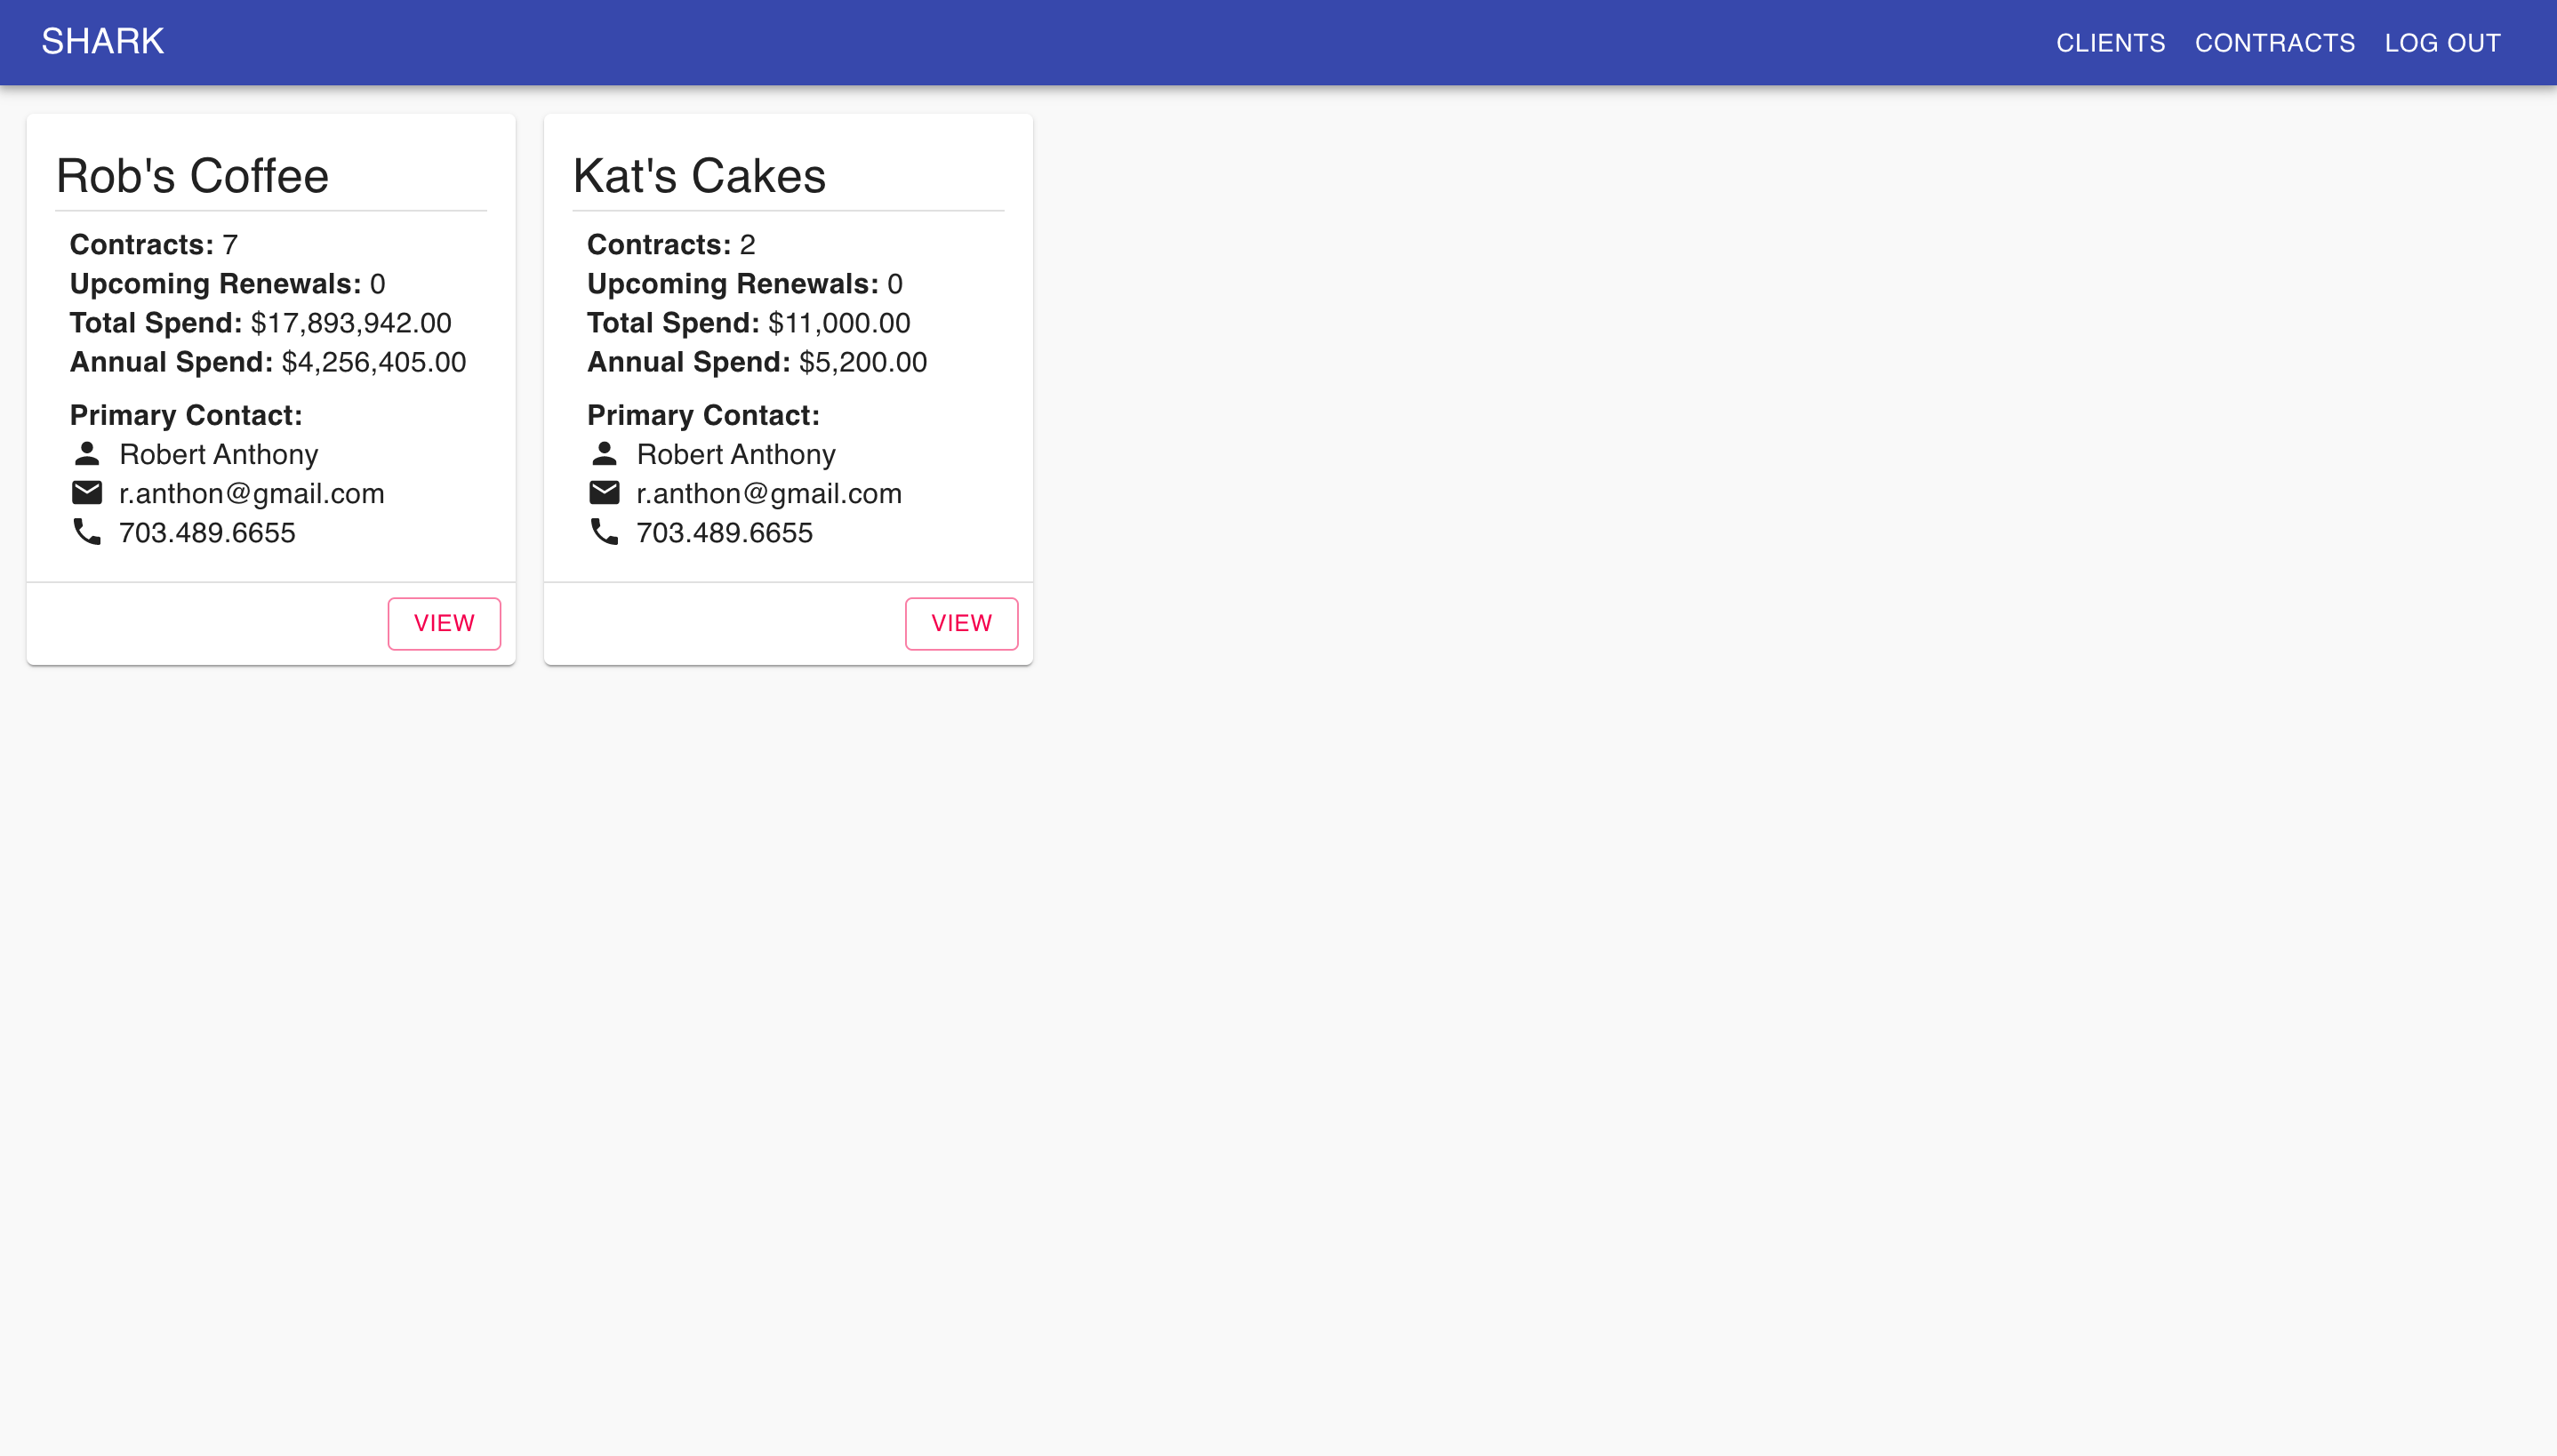 SHARK
CLIENTS CONTRACTS LOG OUT
Rob's Coffee
Contracts: 7
Upcoming Renewals: 0
Total Spend: $17,893,942.00
Annual Spend: $4,256,405.00
Primary Contact:
Robert Anthony
r.anthon@gmail.com
703.489.6655
VIEW
Kat's Cakes
Contracts: 2
Upcoming Renewals: 0
Total Spend: $11,000.00
Annual Spend: $5,200.00
Primary Contact:
Robert Anthony
r.anthon@gmail.com
703.489.6655
VIEW